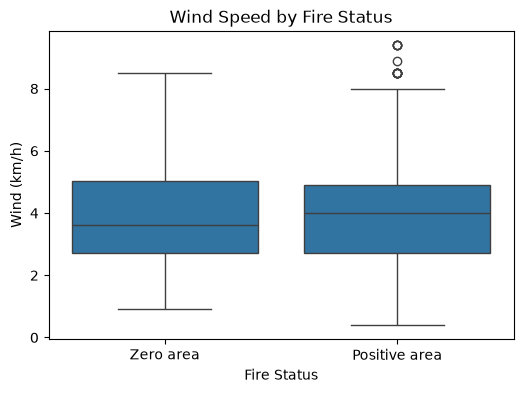 Wind Speed by Fire Status
Wind (km/h)
8
6
4
2
0
Zero area
Positive area
Fire Status